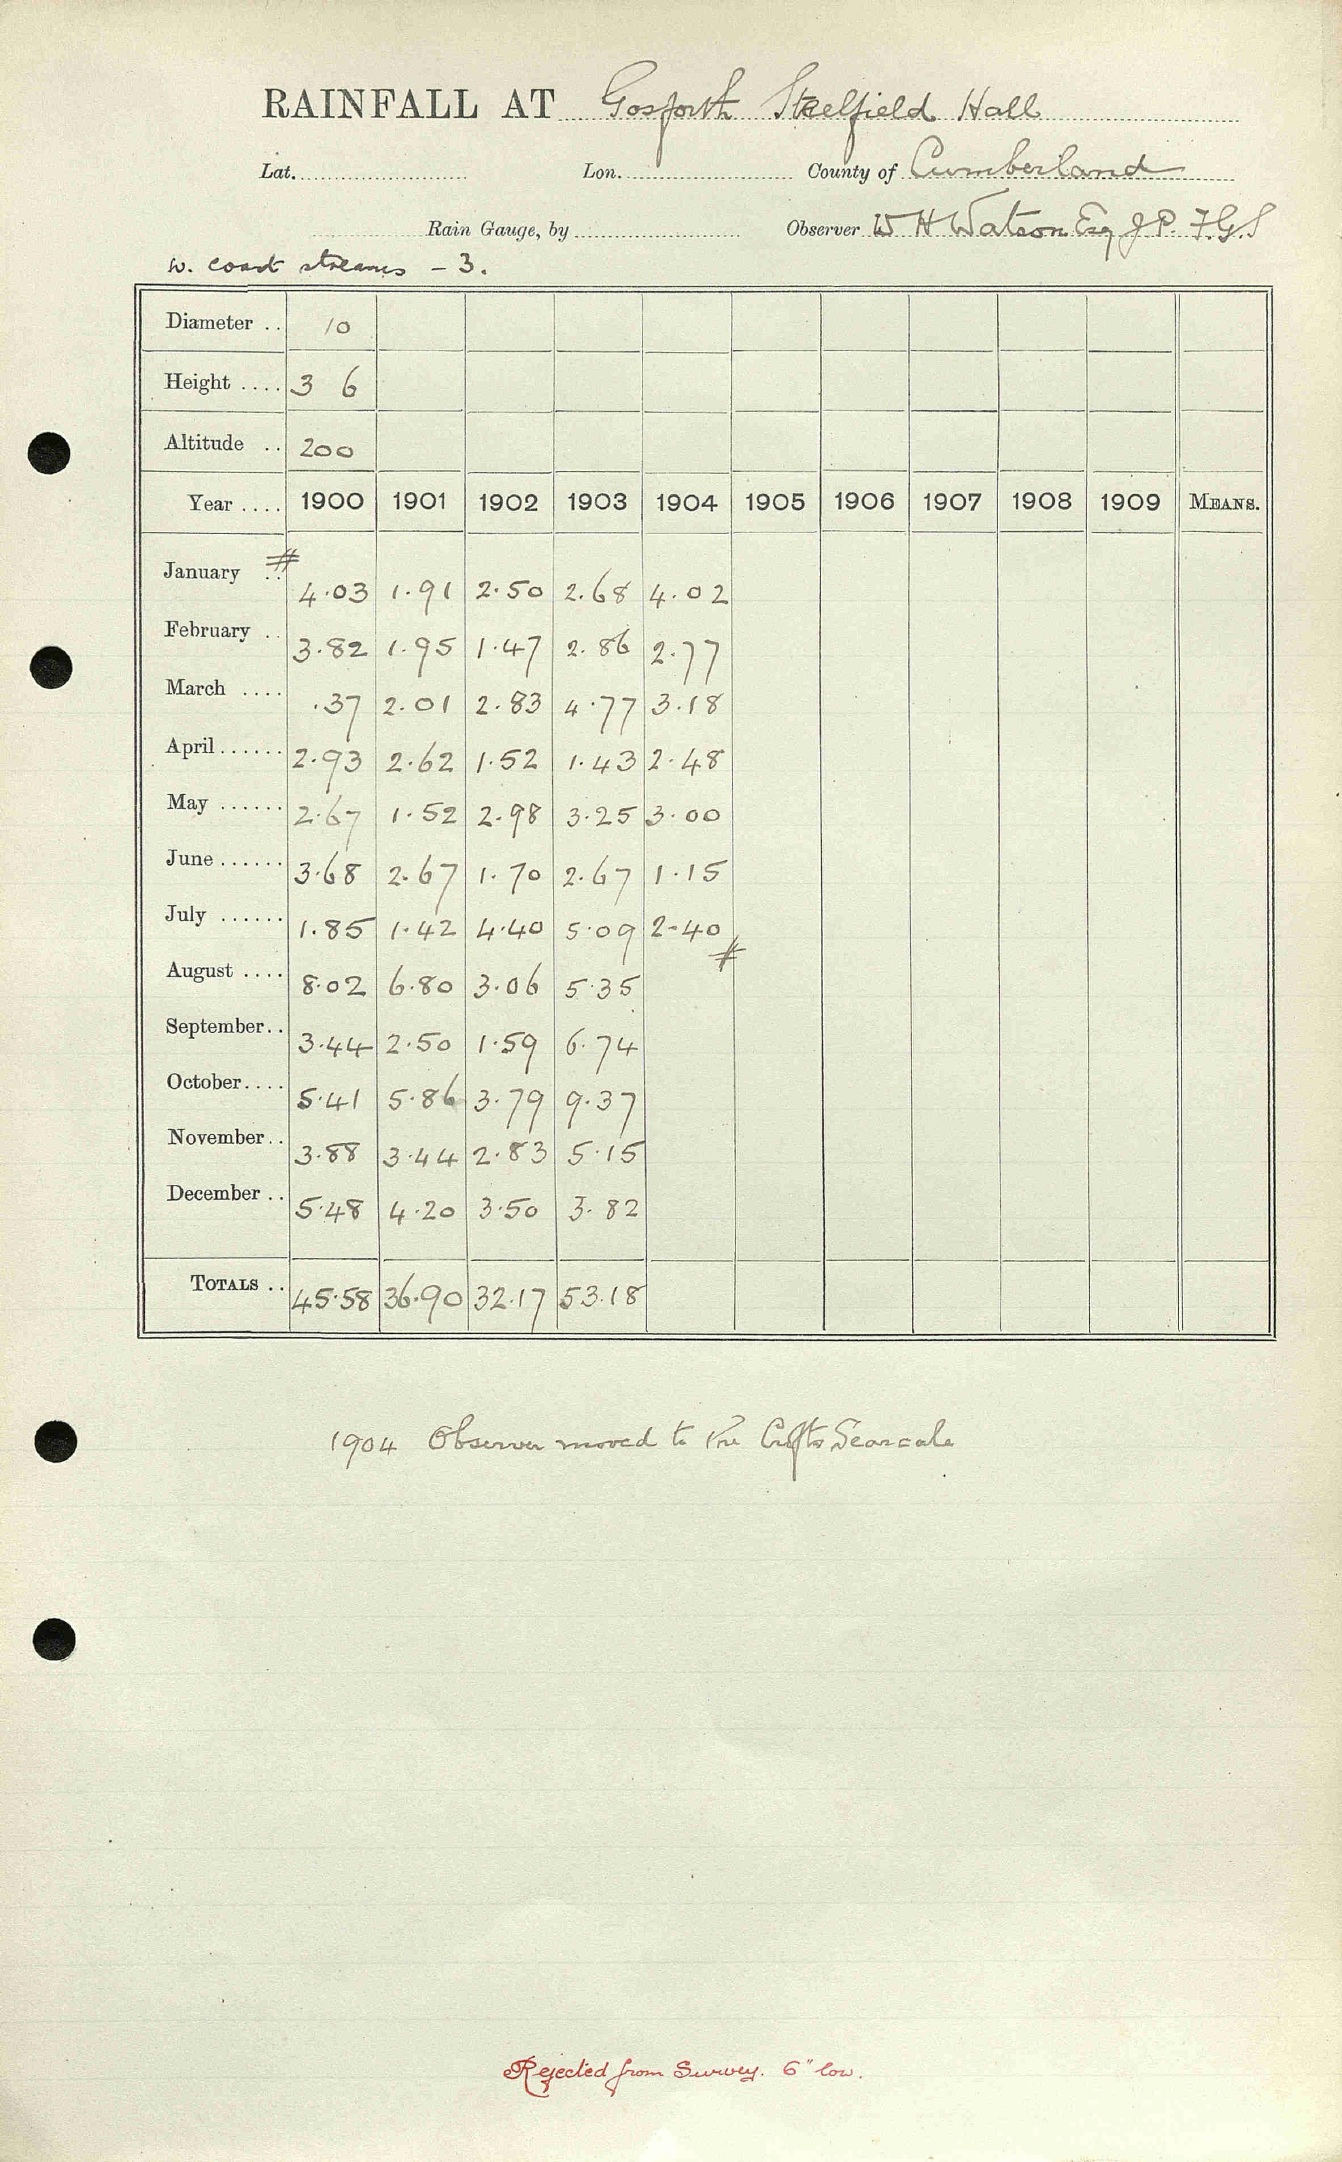 RAINFALL AT Gosforth Steelfield Hall
Lat. Lon. County of Cumberland
Rain Gauge, by Observer W H Watson Esq J P. F.G.S
W. coast streams - 3.
Diameter .. 10
Height .... 3 6
Altitude .. 200
Year .... 1900 1901 1902 1903 1904 1905 1906 1907 1908 1909 MEANS.
January .. # 4.03 1.91 2.50 2.68 4.02
February .. 3.82 1.95 1.47 2.86 2.77
March .... .37 2.01 2.83 4.77 3.18
April ...... 2.93 2.62 1.52 1.43 2.48
May ...... 2.67 1.52 2.98 3.25 3.00
June ...... 3.68 2.67 1.70 2.67 1.15
July ...... 1.85 1.42 4.40 5.09 2.40 #
August .... 8.02 6.80 3.06 5.35
September .. 3.44 2.50 1.59 6.74
October .... 5.41 5.86 3.79 9.37
November .. 3.88 3.44 2.83 5.15
December .. 5.48 4.20 3.50 3.82
TOTALS .. 45.58 36.90 32.17 53.18
1904 Observer moved to The Seascale
Rejected from Survey. 6" low.